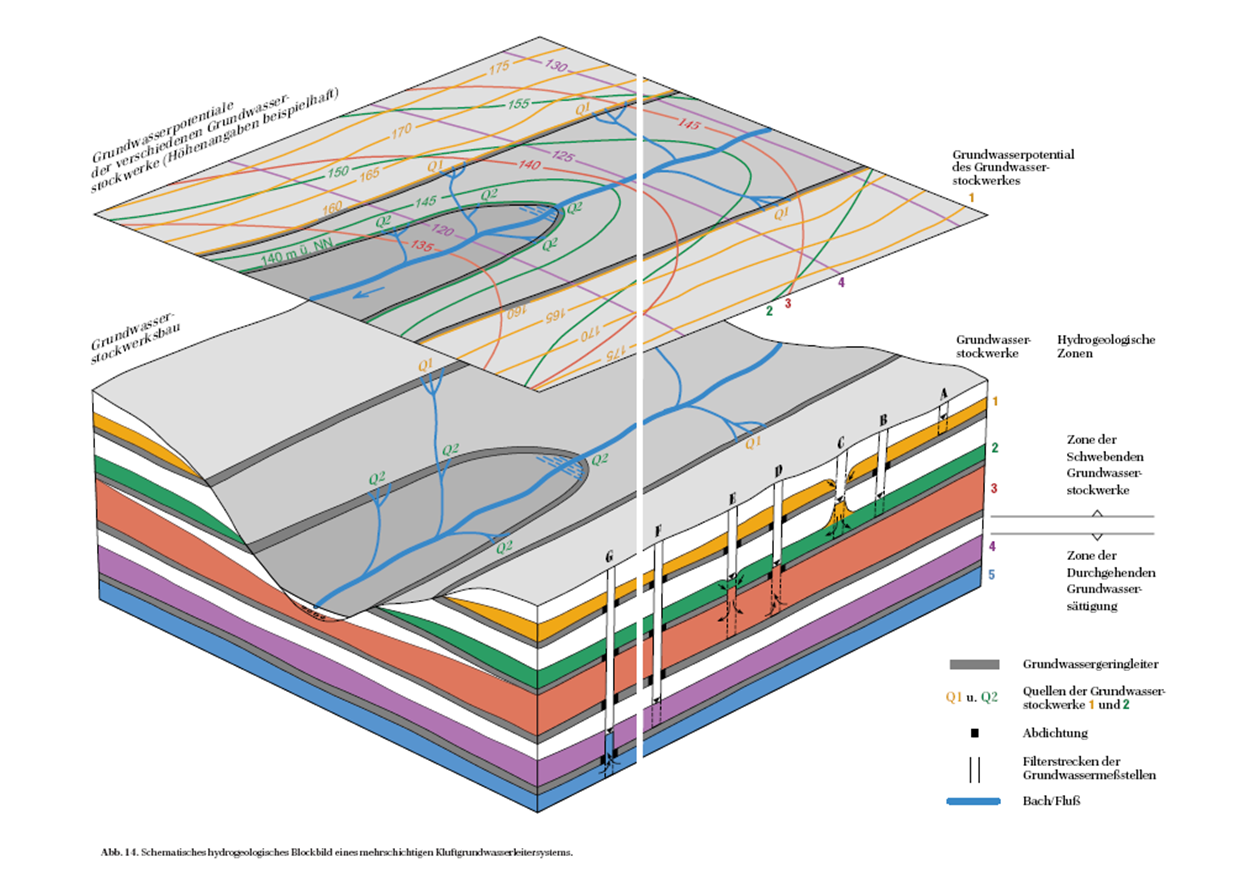 Grundwasserpotentiale
der verschiedenen Grundwasser-
stockwerke (Höhenangaben beispielhaft)
175
130
155
Q1
145
170
125
150
165
Q1
140
160
145
Q2
Q2
Q2
120
Q1
140 m ü. NN
135
Q2
160
165
170
175
2
3
4
Grundwasserpotential
des Grundwasser-
stockwerkes
1
Grundwasser-
stockwerksbau
Grundwasser-
stockwerke
Hydrogeologische
Zonen
Q1
Q2
Q2
Q2
Q1
Q2
A
B
C
D
E
F
G
1
2
3
4
5
Zone der
Schwebenden
Grundwasser-
stockwerke
Zone der
Durchgehenden
Grundwasser-
sättigung
Grundwassergeringleiter
Q1 u. Q2
Quellen der Grundwasser-
stockwerke 1 und 2
Abdichtung
Filterstrecken der
Grundwassermeßstellen
Bach/Fluß
Abb. 14. Schematisches hydrogeologisches Blockbild eines mehrschichtigen Kluftgrundwasserleitersystems.